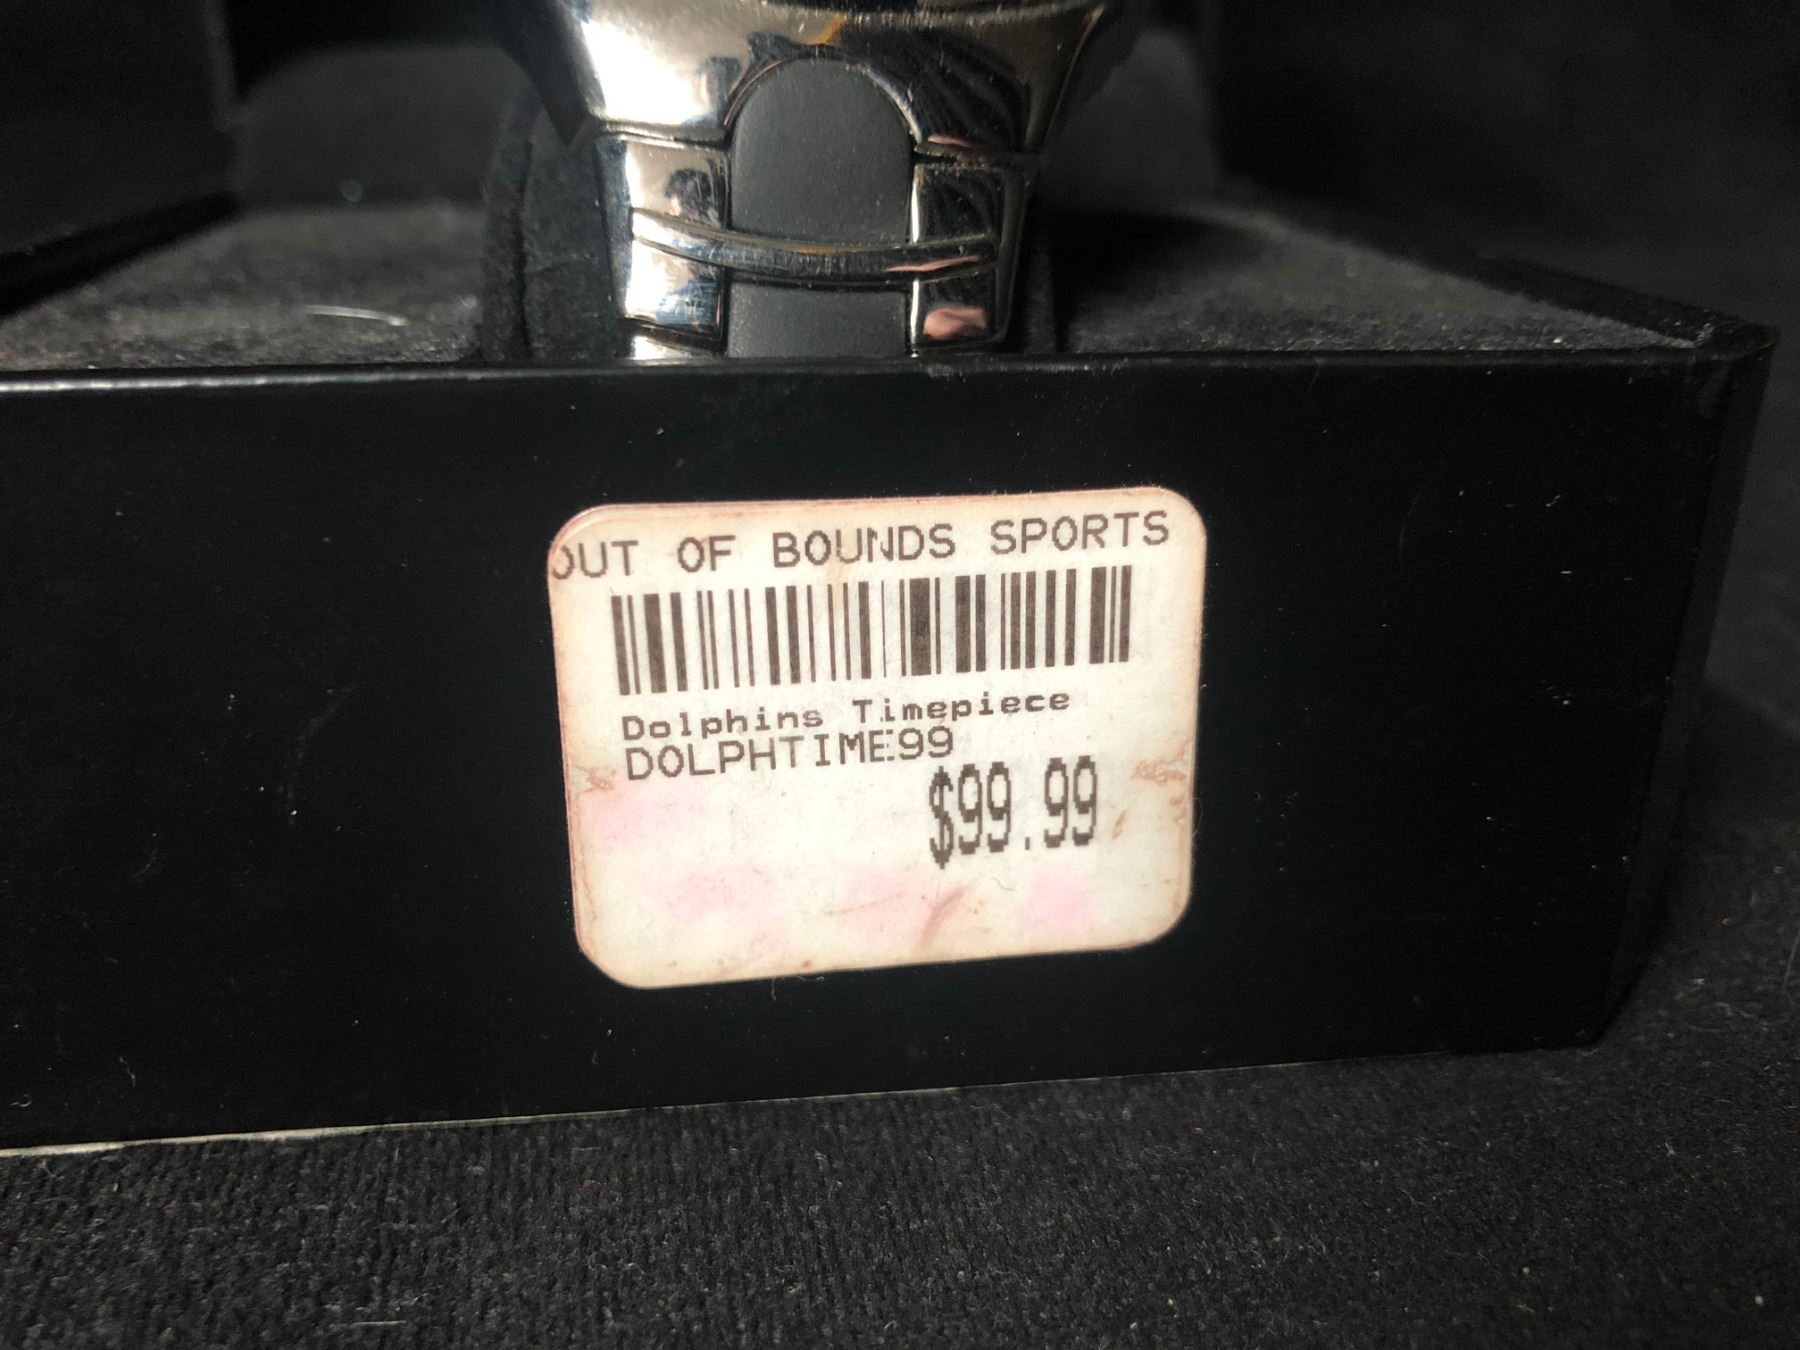 OUT OF BOUNDS SPORTS
Dolphins Timepiece
DOLPHTIME99
$99.99